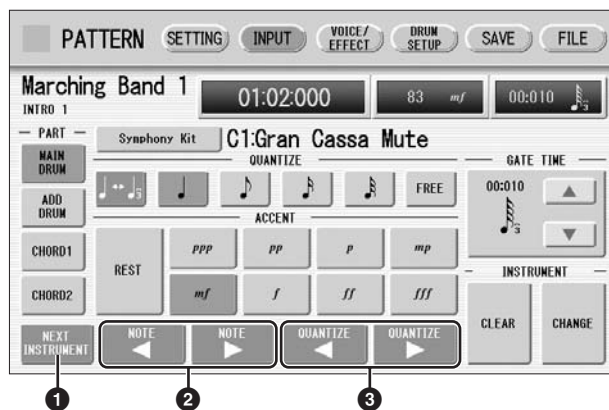 PATTERN SETTING INPUT VOICE/ EFFECT DRUM SETUP SAVE FILE
Marching Band 1
INTRO 1
01:02:000 83 mf 00:010 3
PART
Symphony Kit C1:Gran Cassa Mute
MAIN DRUM
QUANTIZE
GATE TIME
3 FREE
00:010
3
ADD DRUM
ACCENT
CHORD1
REST ppp pp p mp
INSTRUMENT
CHORD2
mf f ff fff
CLEAR CHANGE
NEXT INSTRUMENT
NOTE NOTE QUANTIZE QUANTIZE
1 2 3